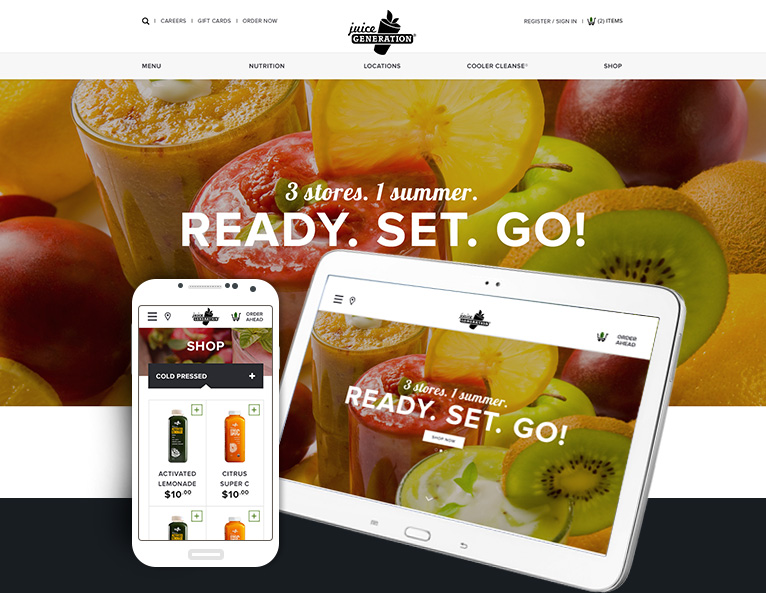 CAREERS | GIFT CARDS | ORDER NOW
juice
GENERATION
REGISTER / SIGN IN | (2) ITEMS
MENU
NUTRITION
LOCATIONS
COOLER CLEANSE®
SHOP
3 stores. 1 summer.
READY. SET. GO!
juice
GENERATION
ORDER
AHEAD
SHOP
COLD PRESSED +
ACTIVATED
LEMONADE
$10.00
CITRUS
SUPER C
$10.00
juice
GENERATION
ORDER
AHEAD
3 stores. 1 summer.
READY. SET. GO!
SHOP NOW